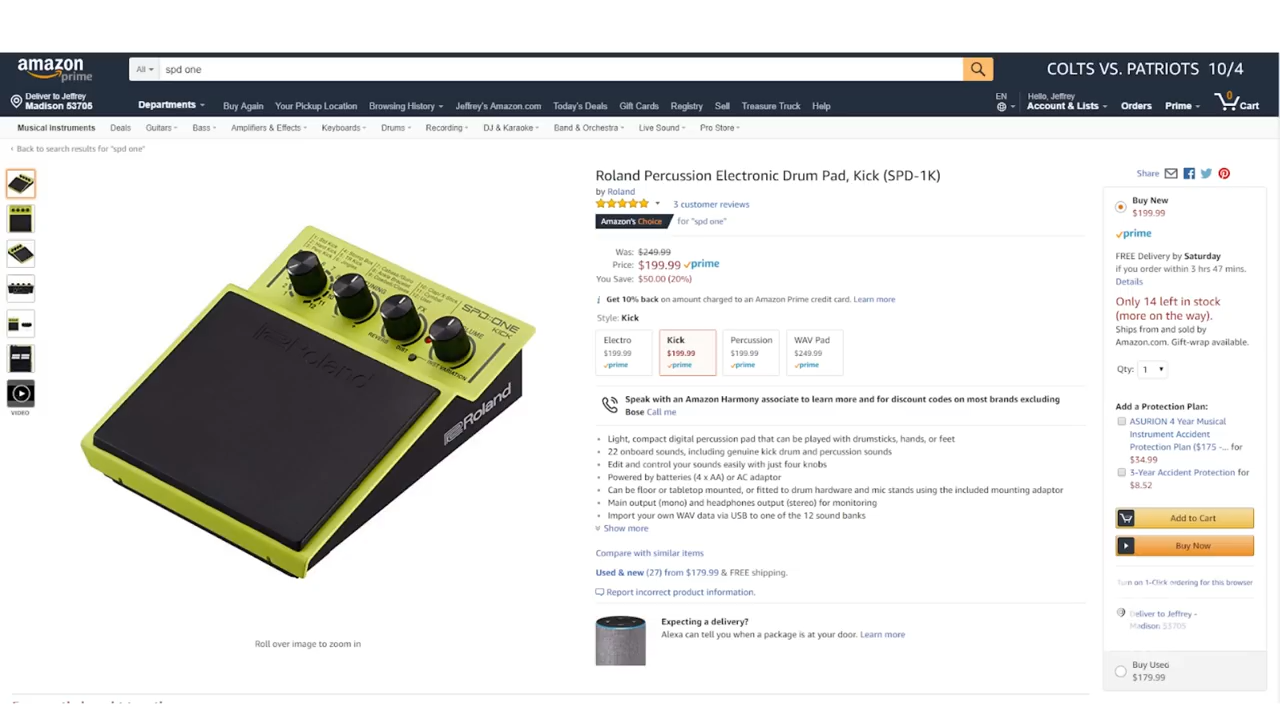 amazon
prime
All
spd one
COLTS VS. PATRIOTS 10/4
Deliver to Jeffrey
Madison 53705
Departments
Buy Again
Your Pickup Location
Browsing History
Jeffrey's Amazon.com
Today's Deals
Gift Cards
Registry
Sell
Treasure Truck
Help
EN
Hello, Jeffrey
Account & Lists
Orders
Prime
0
Cart
Musical Instruments
Deals
Guitars
Bass
Amplifiers & Effects
Keyboards
Drums
Recording
DJ & Karaoke
Band & Orchestra
Live Sound
Pro Store
‹ Back to search results for "spd one"
VIDEO
Roland
SPD::ONE
KICK
Roland
Roll over image to zoom in
Roland Percussion Electronic Drum Pad, Kick (SPD-1K)
by Roland
3 customer reviews
Amazon's Choice for "spd one"
Was: $249.99
Price: $199.99 prime
You Save: $50.00 (20%)
Get 10% back on amount charged to an Amazon Prime credit card. Learn more
Style: Kick
Electro
$199.99
prime
Kick
$199.99
prime
Percussion
$199.99
prime
WAV Pad
$249.99
prime
Speak with an Amazon Harmony associate to learn more and for discount codes on most brands excluding
Bose Call me
• Light, compact digital percussion pad that can be played with drumsticks, hands, or feet
• 22 onboard sounds, including genuine kick drum and percussion sounds
• Edit and control your sounds easily with just four knobs
• Powered by batteries (4 x AA) or AC adaptor
• Can be floor or tabletop mounted, or fitted to drum hardware and mic stands using the included mounting adaptor
• Main output (mono) and headphones output (stereo) for monitoring
• Import your own WAV data via USB to one of the 12 sound banks
Show more
Compare with similar items
Used & new (27) from $179.99 & FREE shipping.
Report incorrect product information.
Expecting a delivery?
Alexa can tell you when a package is at your door. Learn more
Share
Buy New
$199.99
prime
FREE Delivery by Saturday
if you order within 3 hr 47 mins.
Details
Only 14 left in stock
(more on the way).
Ships from and sold by
Amazon.com. Gift-wrap available.
Qty: 1
Add a Protection Plan:
ASURION 4 Year Musical
Instrument Accident
Protection Plan ($175 -... for
$34.99
3-Year Accident Protection for
$8.52
Add to Cart
Buy Now
Turn on 1-Click ordering for this browser
Deliver to Jeffrey -
Madison 53705
Buy Used
$179.99